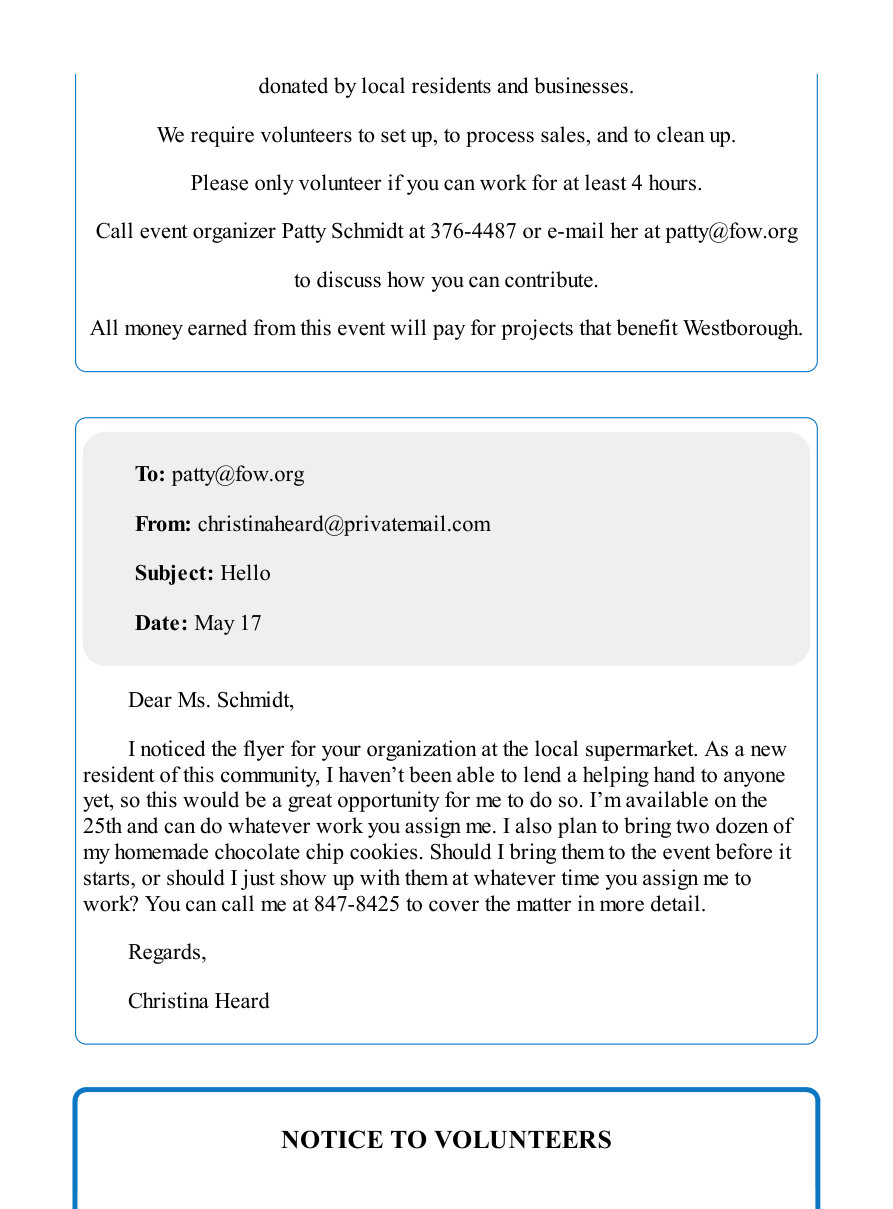 donated by local residents and businesses.
We require volunteers to set up, to process sales, and to clean up.
Please only volunteer if you can work for at least 4 hours.
Call event organizer Patty Schmidt at 376-4487 or e-mail her at patty@fow.org
to discuss how you can contribute.
All money earned from this event will pay for projects that benefit Westborough.
To: patty@fow.org
From: christinaheard@privatemail.com
Subject: Hello
Date: May 17
Dear Ms. Schmidt,
I noticed the flyer for your organization at the local supermarket. As a new
resident of this community, I haven’t been able to lend a helping hand to anyone
yet, so this would be a great opportunity for me to do so. I’m available on the
25th and can do whatever work you assign me. I also plan to bring two dozen of
my homemade chocolate chip cookies. Should I bring them to the event before it
starts, or should I just show up with them at whatever time you assign me to
work? You can call me at 847-8425 to cover the matter in more detail.
Regards,
Christina Heard
NOTICE TO VOLUNTEERS